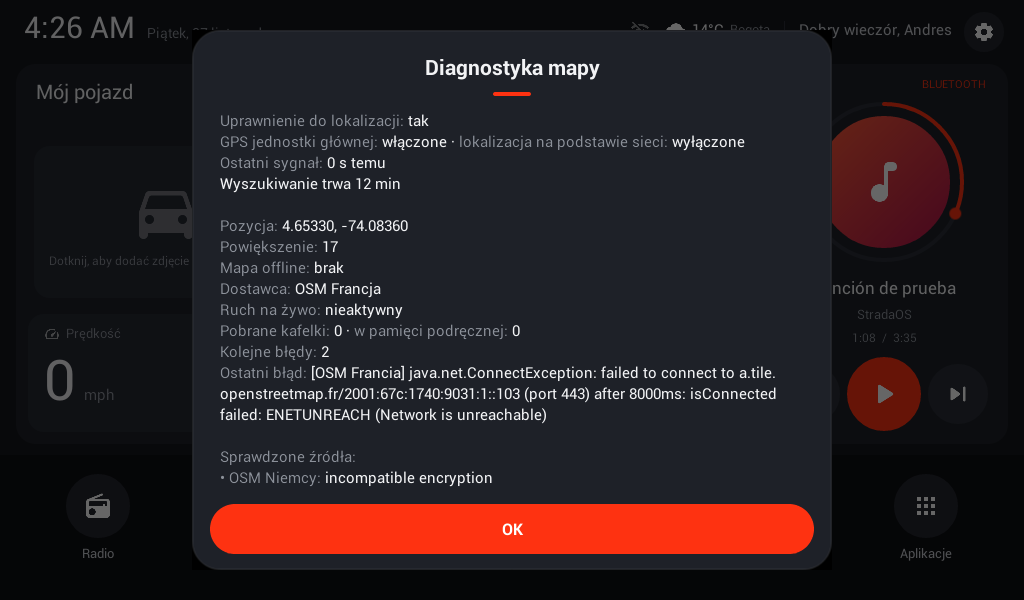 4:26 AM
Piątek,
14°C Bogota
Dobry wieczór, Andres
Mój pojazd
Dotknij, aby dodać zdjęcie
Prędkość
0 mph
Diagnostyka mapy
Uprawnienie do lokalizacji: tak
GPS jednostki głównej: włączone · lokalizacja na podstawie sieci: wyłączone
Ostatni sygnał: 0 s temu
Wyszukiwanie trwa 12 min
Pozycja: 4.65330, -74.08360
Powiększenie: 17
Mapa offline: brak
Dostawca: OSM Francja
Ruch na żywo: nieaktywny
Pobrane kafelki: 0 · w pamięci podręcznej: 0
Kolejne błędy: 2
Ostatni błąd: [OSM Francia] java.net.ConnectException: failed to connect to a.tile.
openstreetmap.fr/2001:67c:1740:9031:1::103 (port 443) after 8000ms: isConnected
failed: ENETUNREACH (Network is unreachable)
Sprawdzone źródła:
• OSM Niemcy: incompatible encryption
OK
BLUETOOTH
nción de prueba
StradaOS
1:08 / 3:35
Radio
Aplikacje